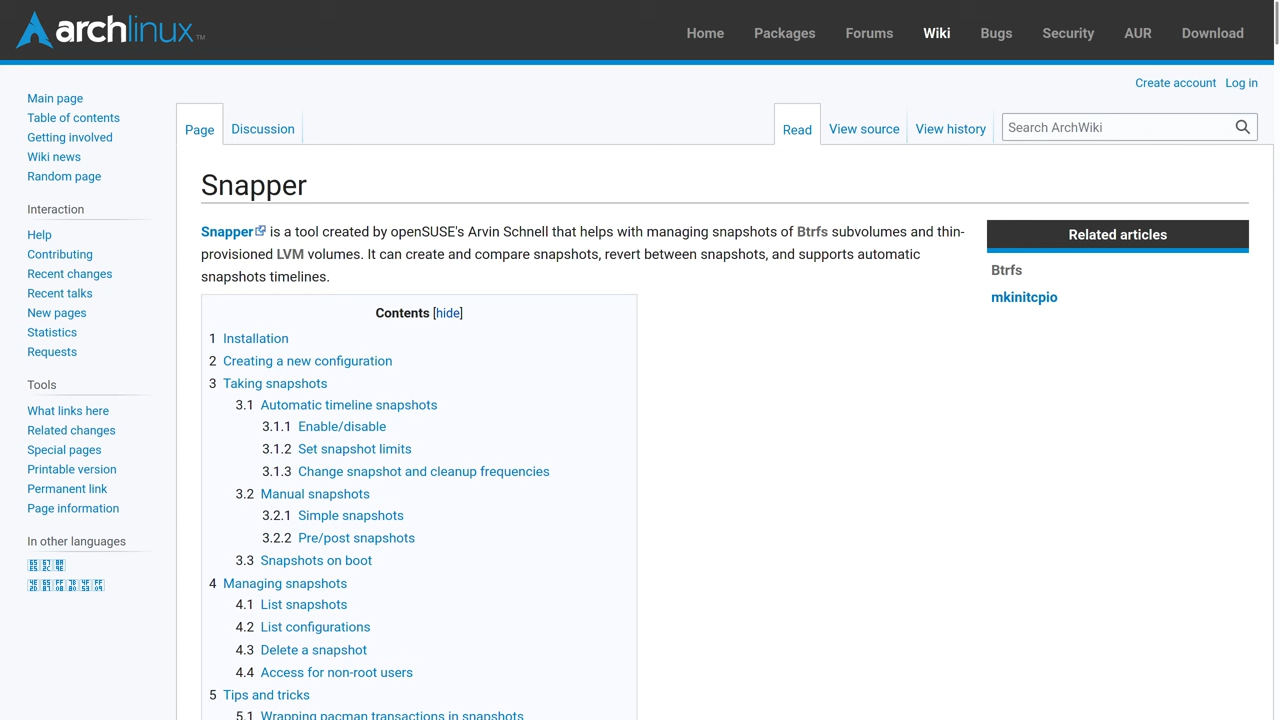 archlinux TM
Home Packages Forums Wiki Bugs Security AUR Download
Create account Log in
Main page
Table of contents
Getting involved
Wiki news
Random page
Interaction
Help
Contributing
Recent changes
Recent talks
New pages
Statistics
Requests
Tools
What links here
Related changes
Special pages
Printable version
Permanent link
Page information
In other languages
Page Discussion
Read View source View history
Search ArchWiki
Snapper
Snapper is a tool created by openSUSE's Arvin Schnell that helps with managing snapshots of Btrfs subvolumes and thin-
provisioned LVM volumes. It can create and compare snapshots, revert between snapshots, and supports automatic
snapshots timelines.
Related articles
Btrfs
mkinitcpio
Contents [hide]
1 Installation
2 Creating a new configuration
3 Taking snapshots
3.1 Automatic timeline snapshots
3.1.1 Enable/disable
3.1.2 Set snapshot limits
3.1.3 Change snapshot and cleanup frequencies
3.2 Manual snapshots
3.2.1 Simple snapshots
3.2.2 Pre/post snapshots
3.3 Snapshots on boot
4 Managing snapshots
4.1 List snapshots
4.2 List configurations
4.3 Delete a snapshot
4.4 Access for non-root users
5 Tips and tricks
5.1 Wrapping pacman transactions in snapshots